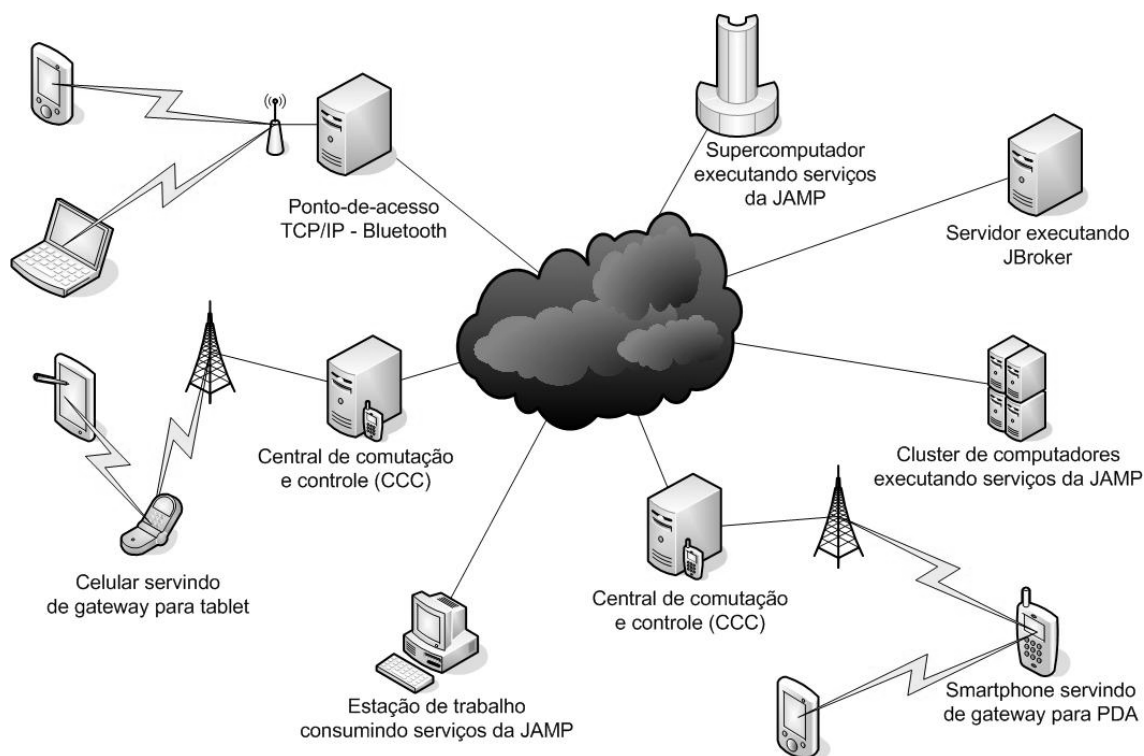 Supercomputador
executando serviços
da JAMP
Ponto-de-acesso
TCP/IP - Bluetooth
Servidor executando
JBroker
Central de comutação
e controle (CCC)
Cluster de computadores
executando serviços da JAMP
Celular servindo
de gateway para tablet
Central de comutação
e controle (CCC)
Estação de trabalho
consumindo serviços da JAMP
Smartphone servindo
de gateway para PDA